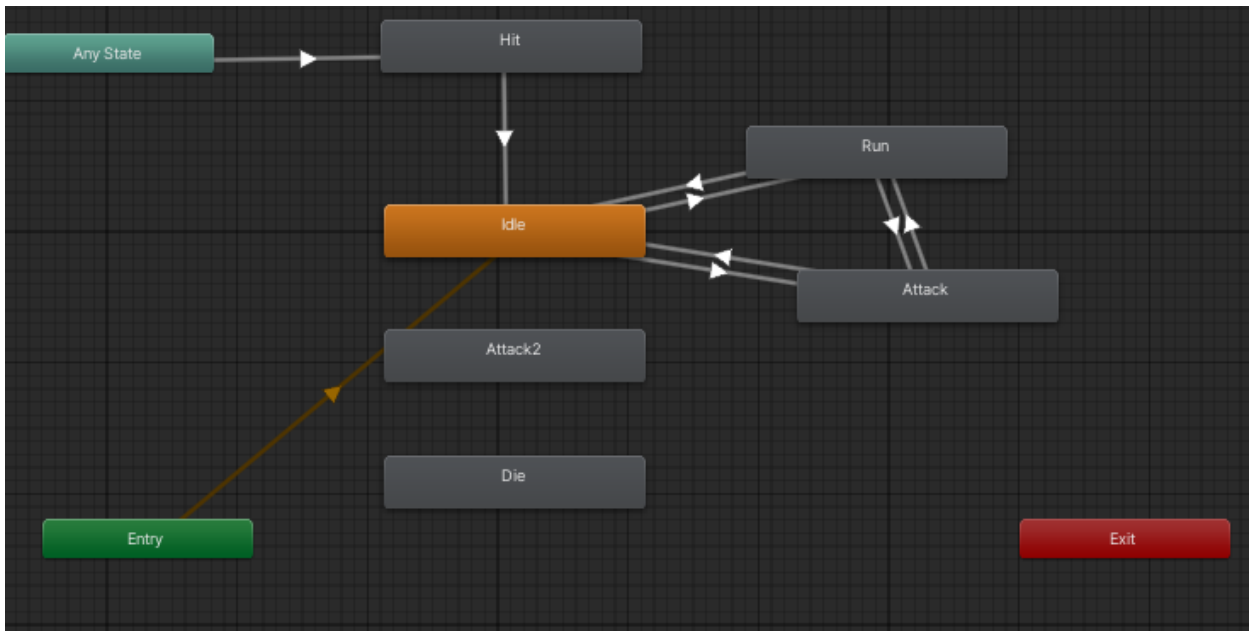 Any State
Hit
Run
Idle
Attack
Attack2
Die
Entry
Exit